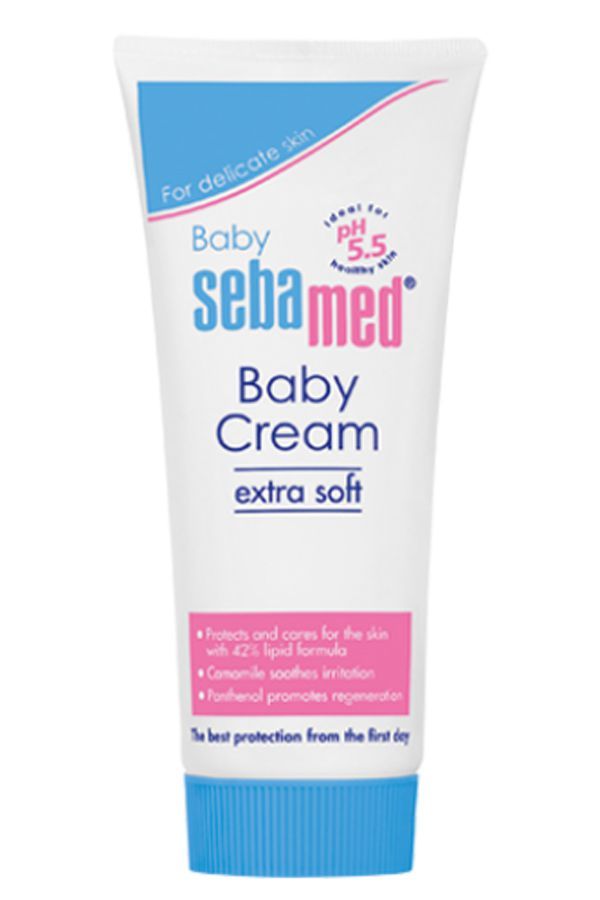 For delicate skin
Baby
ideal for
pH
5.5
healthy skin
sebamed®
Baby
Cream
extra soft
• Protects and cares for the skin
with 42% lipid formula
• Camomile soothes irritation
• Panthenol promotes regeneration
The best protection from the first day